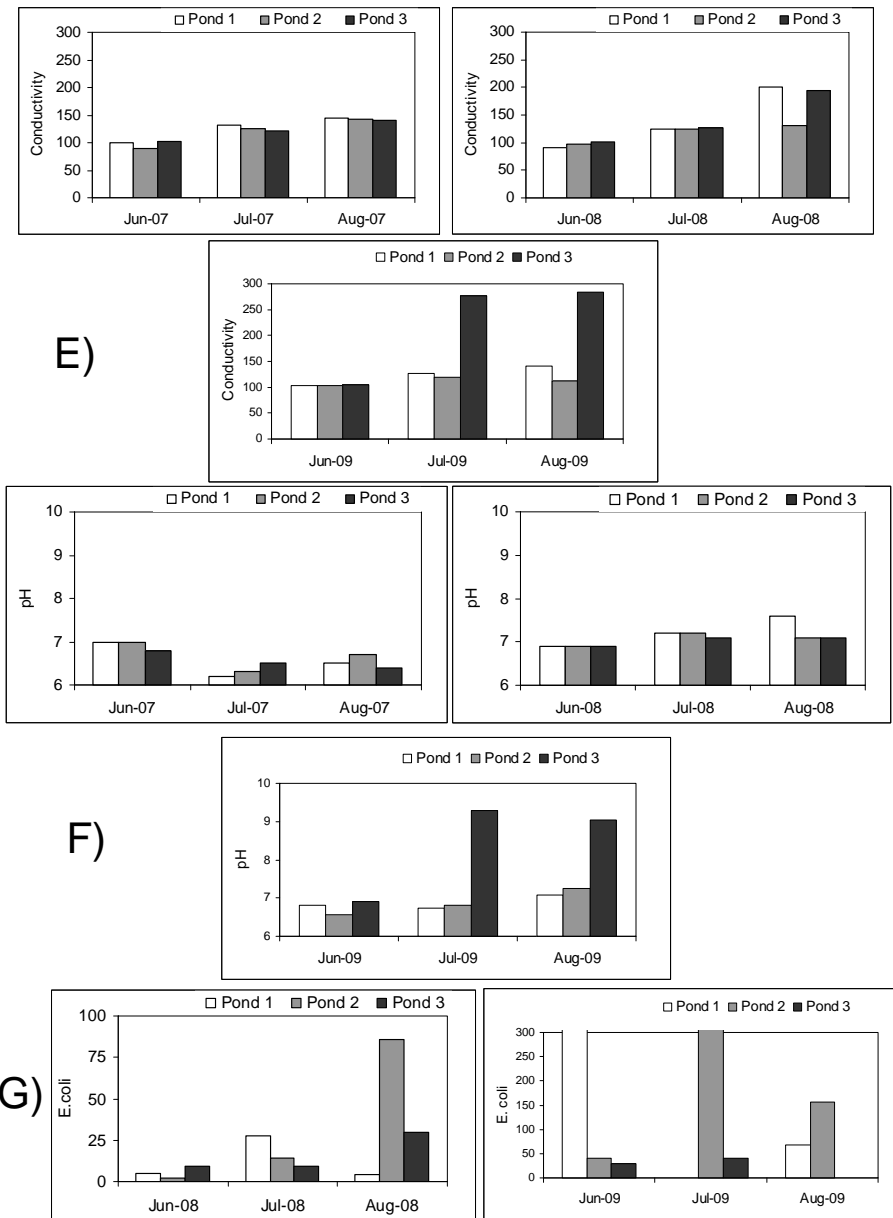 Pond 1 Pond 2 Pond 3
300
250
200
150
100
50
0
Conductivity
Jun-07 Jul-07 Aug-07
Pond 1 Pond 2 Pond 3
300
250
200
150
100
50
0
Conductivity
Jun-08 Jul-08 Aug-08
E)
Pond 1 Pond 2 Pond 3
300
250
200
150
100
50
0
Conductivity
Jun-09 Jul-09 Aug-09
Pond 1 Pond 2 Pond 3
10
9
8
7
6
pH
Jun-07 Jul-07 Aug-07
Pond 1 Pond 2 Pond 3
10
9
8
7
6
pH
Jun-08 Jul-08 Aug-08
F)
Pond 1 Pond 2 Pond 3
10
9
8
7
6
pH
Jun-09 Jul-09 Aug-09
G)
Pond 1 Pond 2 Pond 3
100
75
50
25
0
E.coli
Jun-08 Jul-08 Aug-08
Pond 1 Pond 2 Pond 3
300
250
200
150
100
50
0
E. coli
Jun-09 Jul-09 Aug-09